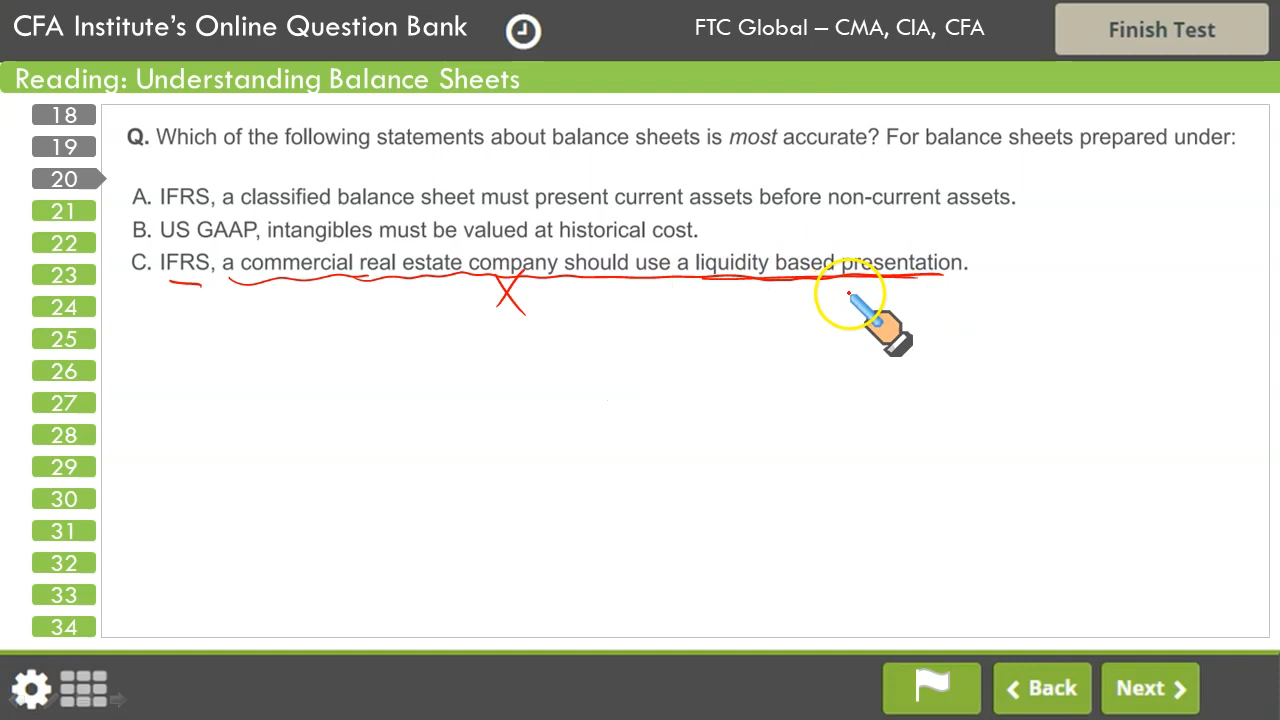 CFA Institute's Online Question Bank
FTC Global – CMA, CIA, CFA
Finish Test
Reading: Understanding Balance Sheets
18
19
20
21
22
23
24
25
26
27
28
29
30
31
32
33
34
Q. Which of the following statements about balance sheets is most accurate? For balance sheets prepared under:
A. IFRS, a classified balance sheet must present current assets before non-current assets.
B. US GAAP, intangibles must be valued at historical cost.
C. IFRS, a commercial real estate company should use a liquidity based presentation.
X
Back
Next